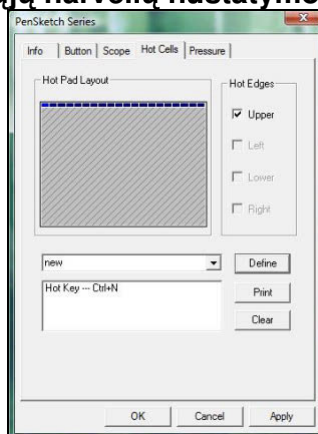 PenSketch Series
Info Button Scope Hot Cells Pressure
Hot Pad Layout
Hot Edges
Upper
Left
Lower
Right
new
Define
Hot Key --- Ctrl+N
Print
Clear
OK Cancel Apply